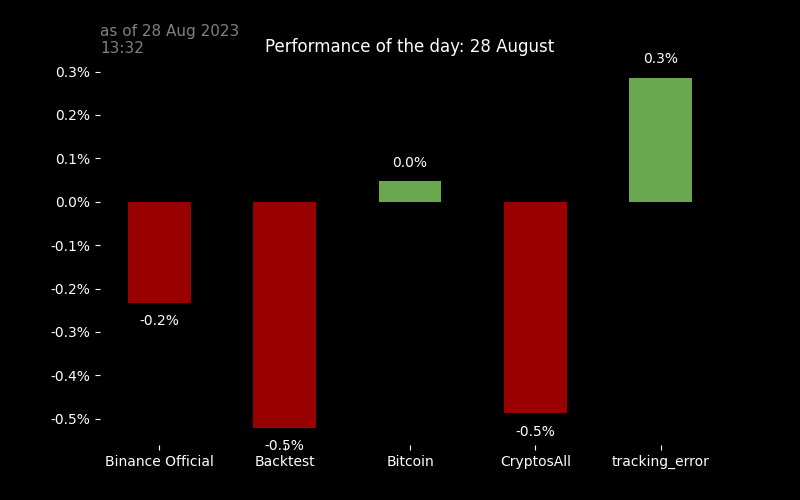 as of 28 Aug 2023
13:32
Performance of the day: 28 August
0.3%
0.2%
0.1%
0.0%
-0.1%
-0.2%
-0.3%
-0.4%
-0.5%
-0.2%
-0.5%
0.0%
-0.5%
0.3%
Binance Official
Backtest
Bitcoin
CryptosAll
tracking_error